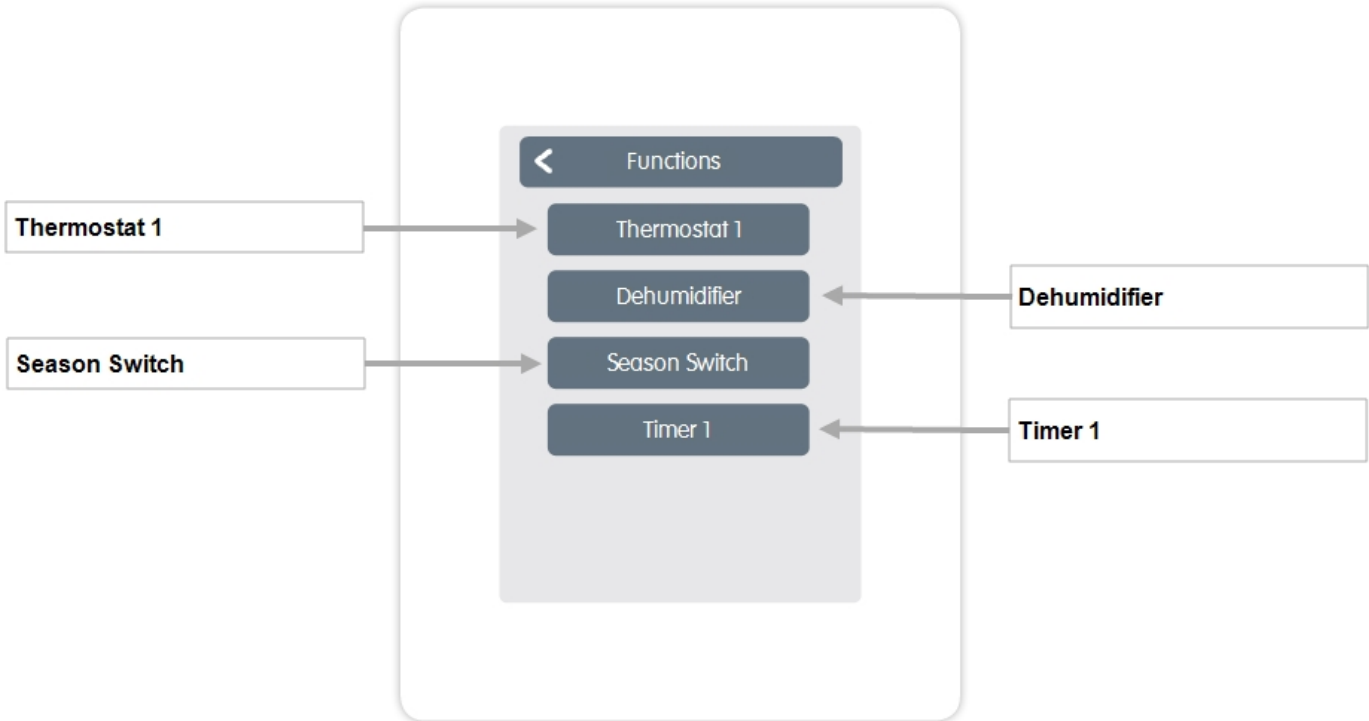 Functions
Thermostat 1
Thermostat 1
Dehumidifier
Dehumidifier
Season Switch
Season Switch
Timer 1
Timer 1